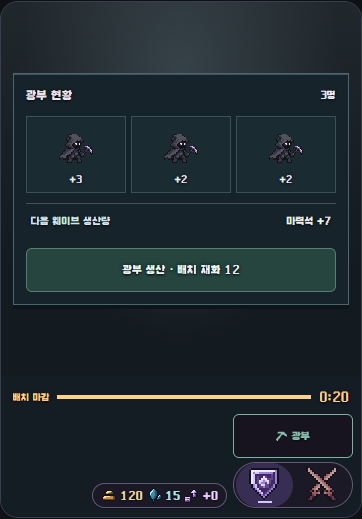 광부 현황 3명
+3 +2 +2
다음 웨이브 생산량 마력석 +7
광부 생산 · 배치 재화 12
배치 마감 0:20
광부
120 15 +0